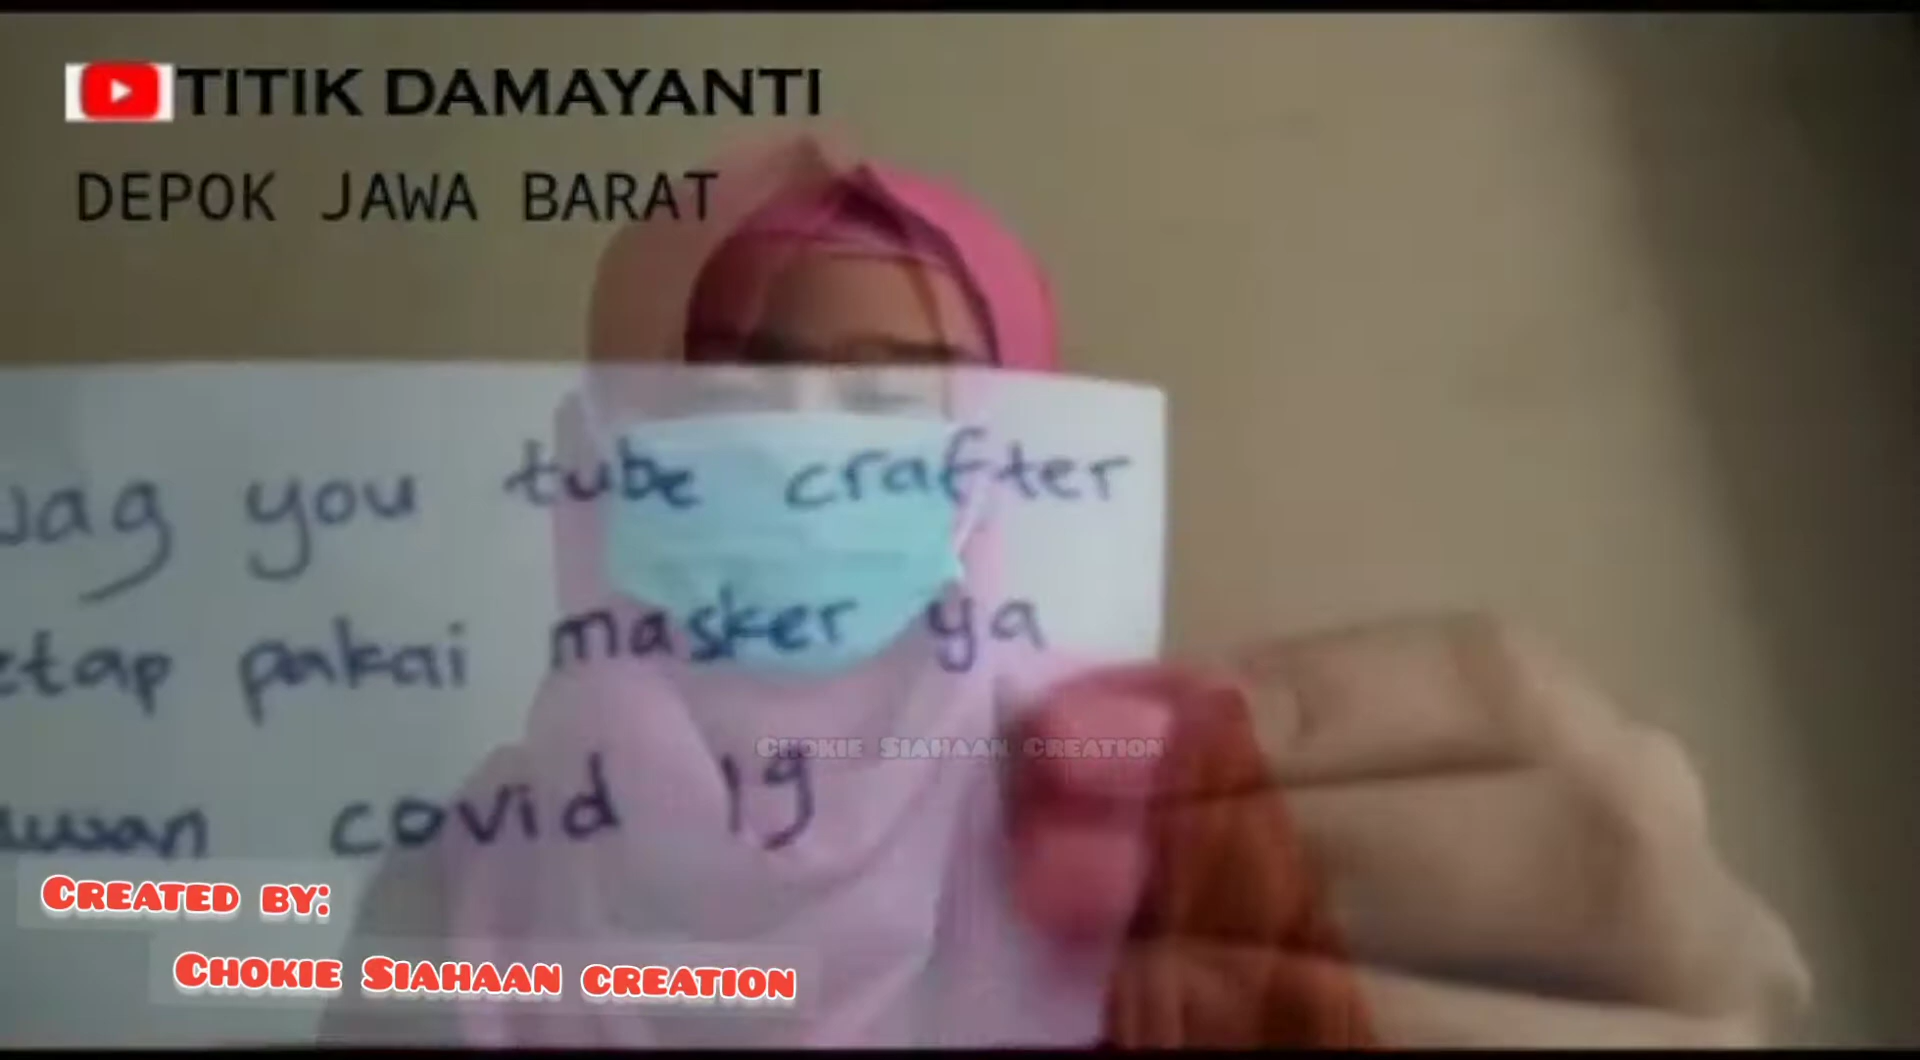 TITIK DAMAYANTI
DEPOK JAWA BARAT
you tube crafter
pakai masker ya
covid 19
CHOKIE SIAHAAN CREATION
CREATED BY:
CHOKIE SIAHAAN CREATION